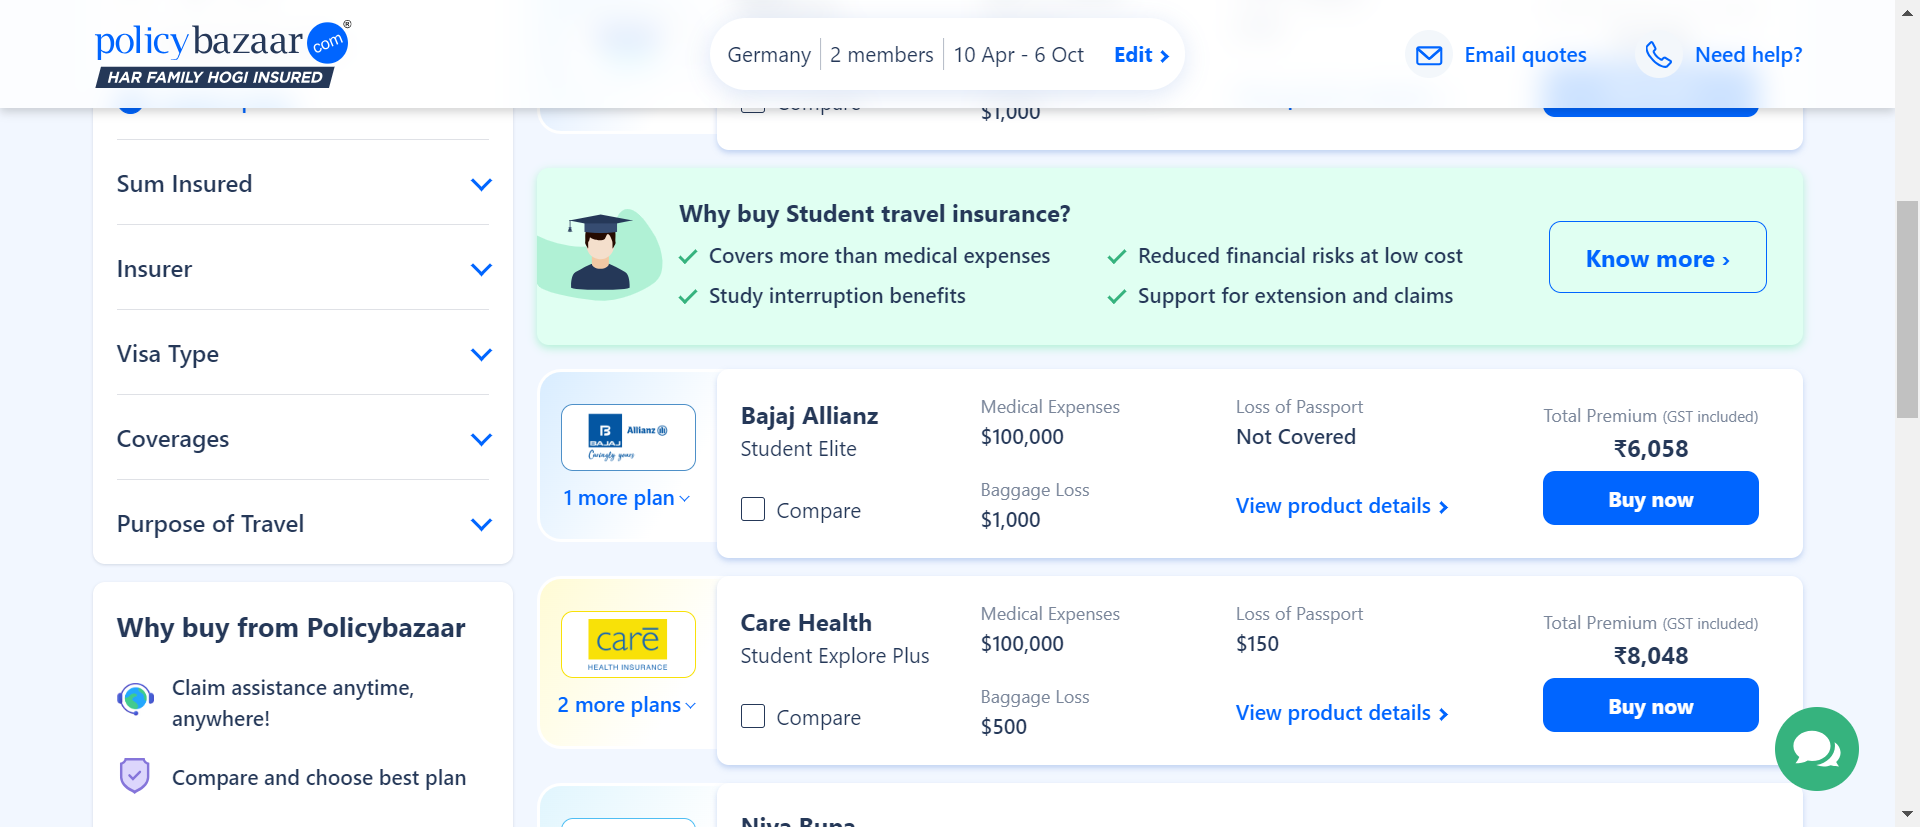 policybazaar.com®
HAR FAMILY HOGI INSURED
Germany
2 members
10 Apr - 6 Oct
Edit ›
Email quotes
Need help?
Compare
$1,000
Sum Insured
Insurer
Visa Type
Coverages
Purpose of Travel
Why buy Student travel insurance?
Covers more than medical expenses
Reduced financial risks at low cost
Study interruption benefits
Support for extension and claims
Know more ›
BAJAJ
Allianz
Caringly yours
1 more plan
Bajaj Allianz
Student Elite
Compare
Medical Expenses
$100,000
Baggage Loss
$1,000
Loss of Passport
Not Covered
View product details ›
Total Premium (GST included)
₹6,058
Buy now
care
HEALTH INSURANCE
2 more plans
Care Health
Student Explore Plus
Compare
Medical Expenses
$100,000
Baggage Loss
$500
Loss of Passport
$150
View product details ›
Total Premium (GST included)
₹8,048
Buy now
Niva Bupa
Why buy from Policybazaar
Claim assistance anytime,
anywhere!
Compare and choose best plan